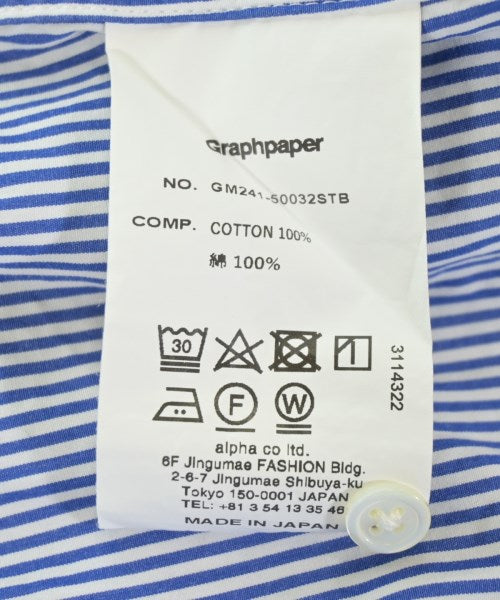 Graphpaper
NO. GM241-50032STB
COMP. COTTON 100%
綿 100%
30
3114322
F W
alpha co ltd.
6F Jingumae FASHION Bldg.
2-6-7 Jingumae Shibuya-ku
Tokyo 150-0001 JAPAN
TEL: +81 3 54 13 35 46
MADE IN JAPAN